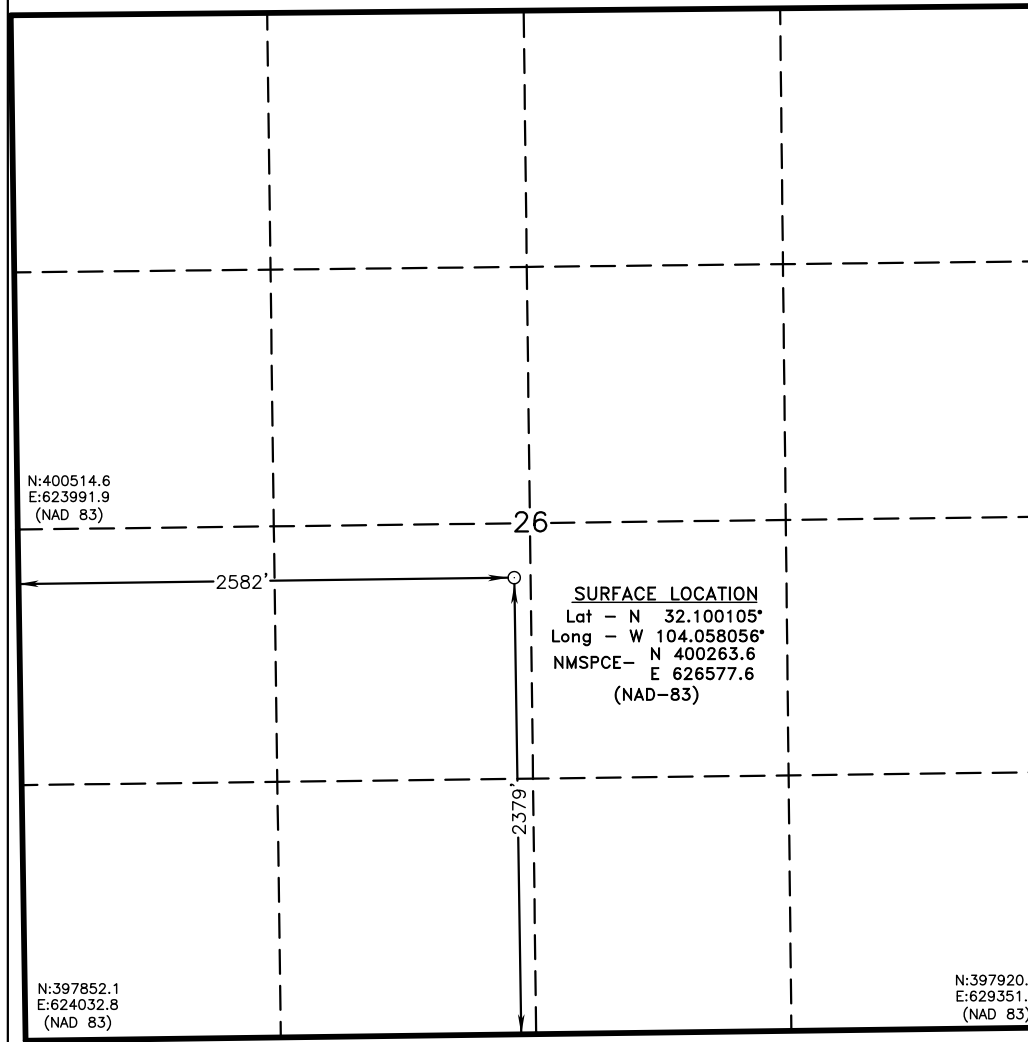 N:400514.6
E:623991.9
(NAD 83)
26
2582'
SURFACE LOCATION
Lat – N 32.100105°
Long – W 104.058056°
NMSPCE– N 400263.6
E 626577.6
(NAD–83)
2379'
N:397852.1
E:624032.8
(NAD 83)
N:397920.
E:629351.
(NAD 83)